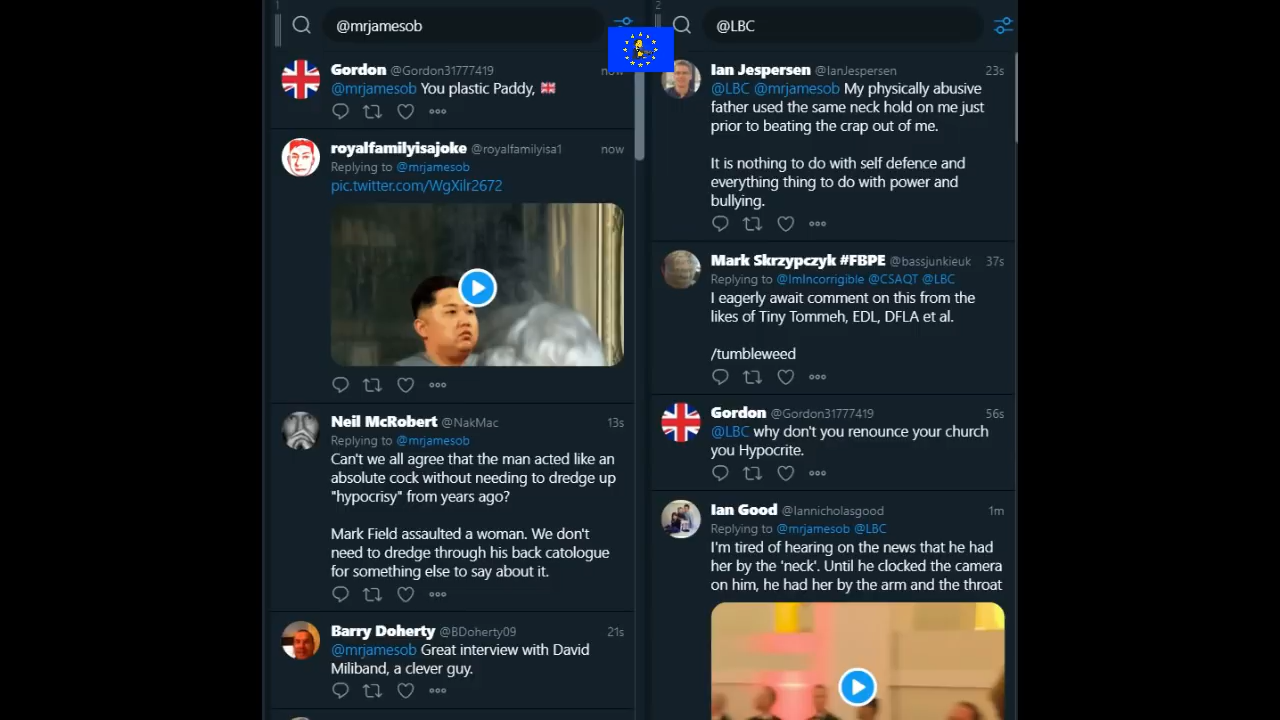 1
@mrjamesob
Gordon @Gordon31777419 now
@mrjamesob You plastic Paddy, 🇬🇧
royalfamilyisajoke @royalfamilyisa1 now
Replying to @mrjamesob
pic.twitter.com/WgXilr2672
Neil McRobert @NakMac 13s
Replying to @mrjamesob
Can't we all agree that the man acted like an
absolute cock without needing to dredge up
"hypocrisy" from years ago?
Mark Field assaulted a woman. We don't
need to dredge through his back catologue
for something else to say about it.
Barry Doherty @BDoherty09 21s
@mrjamesob Great interview with David
Miliband, a clever guy.
2
@LBC
Ian Jespersen @IanJespersen 23s
@LBC @mrjamesob My physically abusive
father used the same neck hold on me just
prior to beating the crap out of me.
It is nothing to do with self defence and
everything thing to do with power and
bullying.
Mark Skrzypczyk #FBPE @bassjunkieuk 37s
Replying to @ImIncorrigible @CSAQT @LBC
I eagerly await comment on this from the
likes of Tiny Tommeh, EDL, DFLA et al.
/tumbleweed
Gordon @Gordon31777419 56s
@LBC why don't you renounce your church
you Hypocrite.
Ian Good @Iannicholasgood 1m
Replying to @mrjamesob @LBC
I'm tired of hearing on the news that he had
her by the 'neck'. Until he clocked the camera
on him, he had her by the arm and the throat